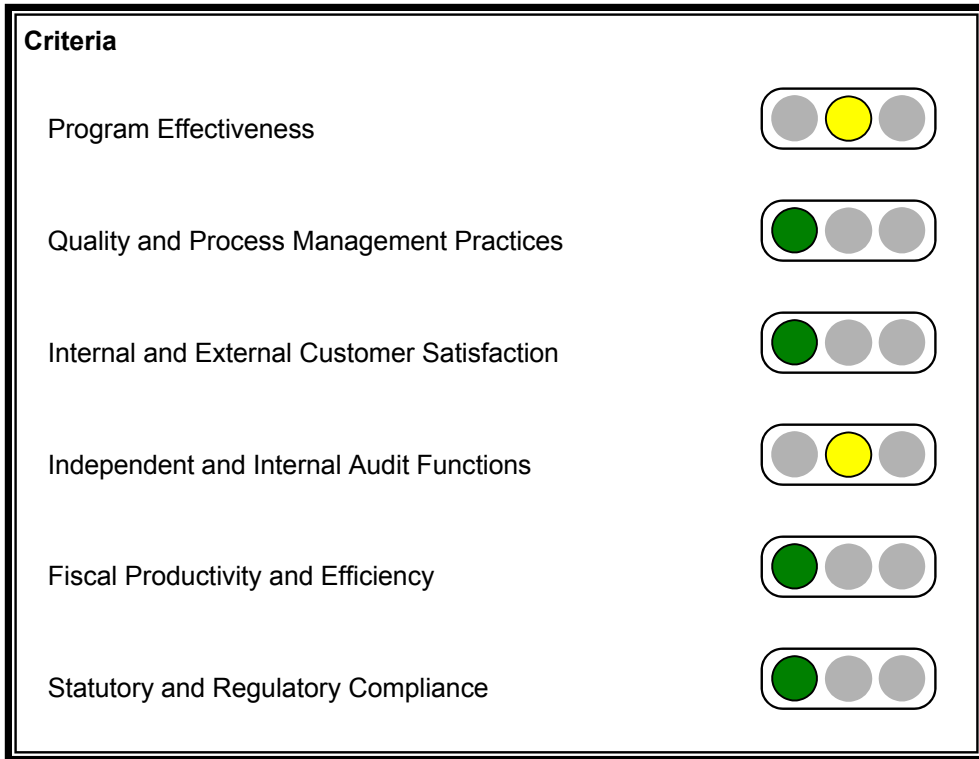 Criteria
Program Effectiveness
Quality and Process Management Practices
Internal and External Customer Satisfaction
Independent and Internal Audit Functions
Fiscal Productivity and Efficiency
Statutory and Regulatory Compliance